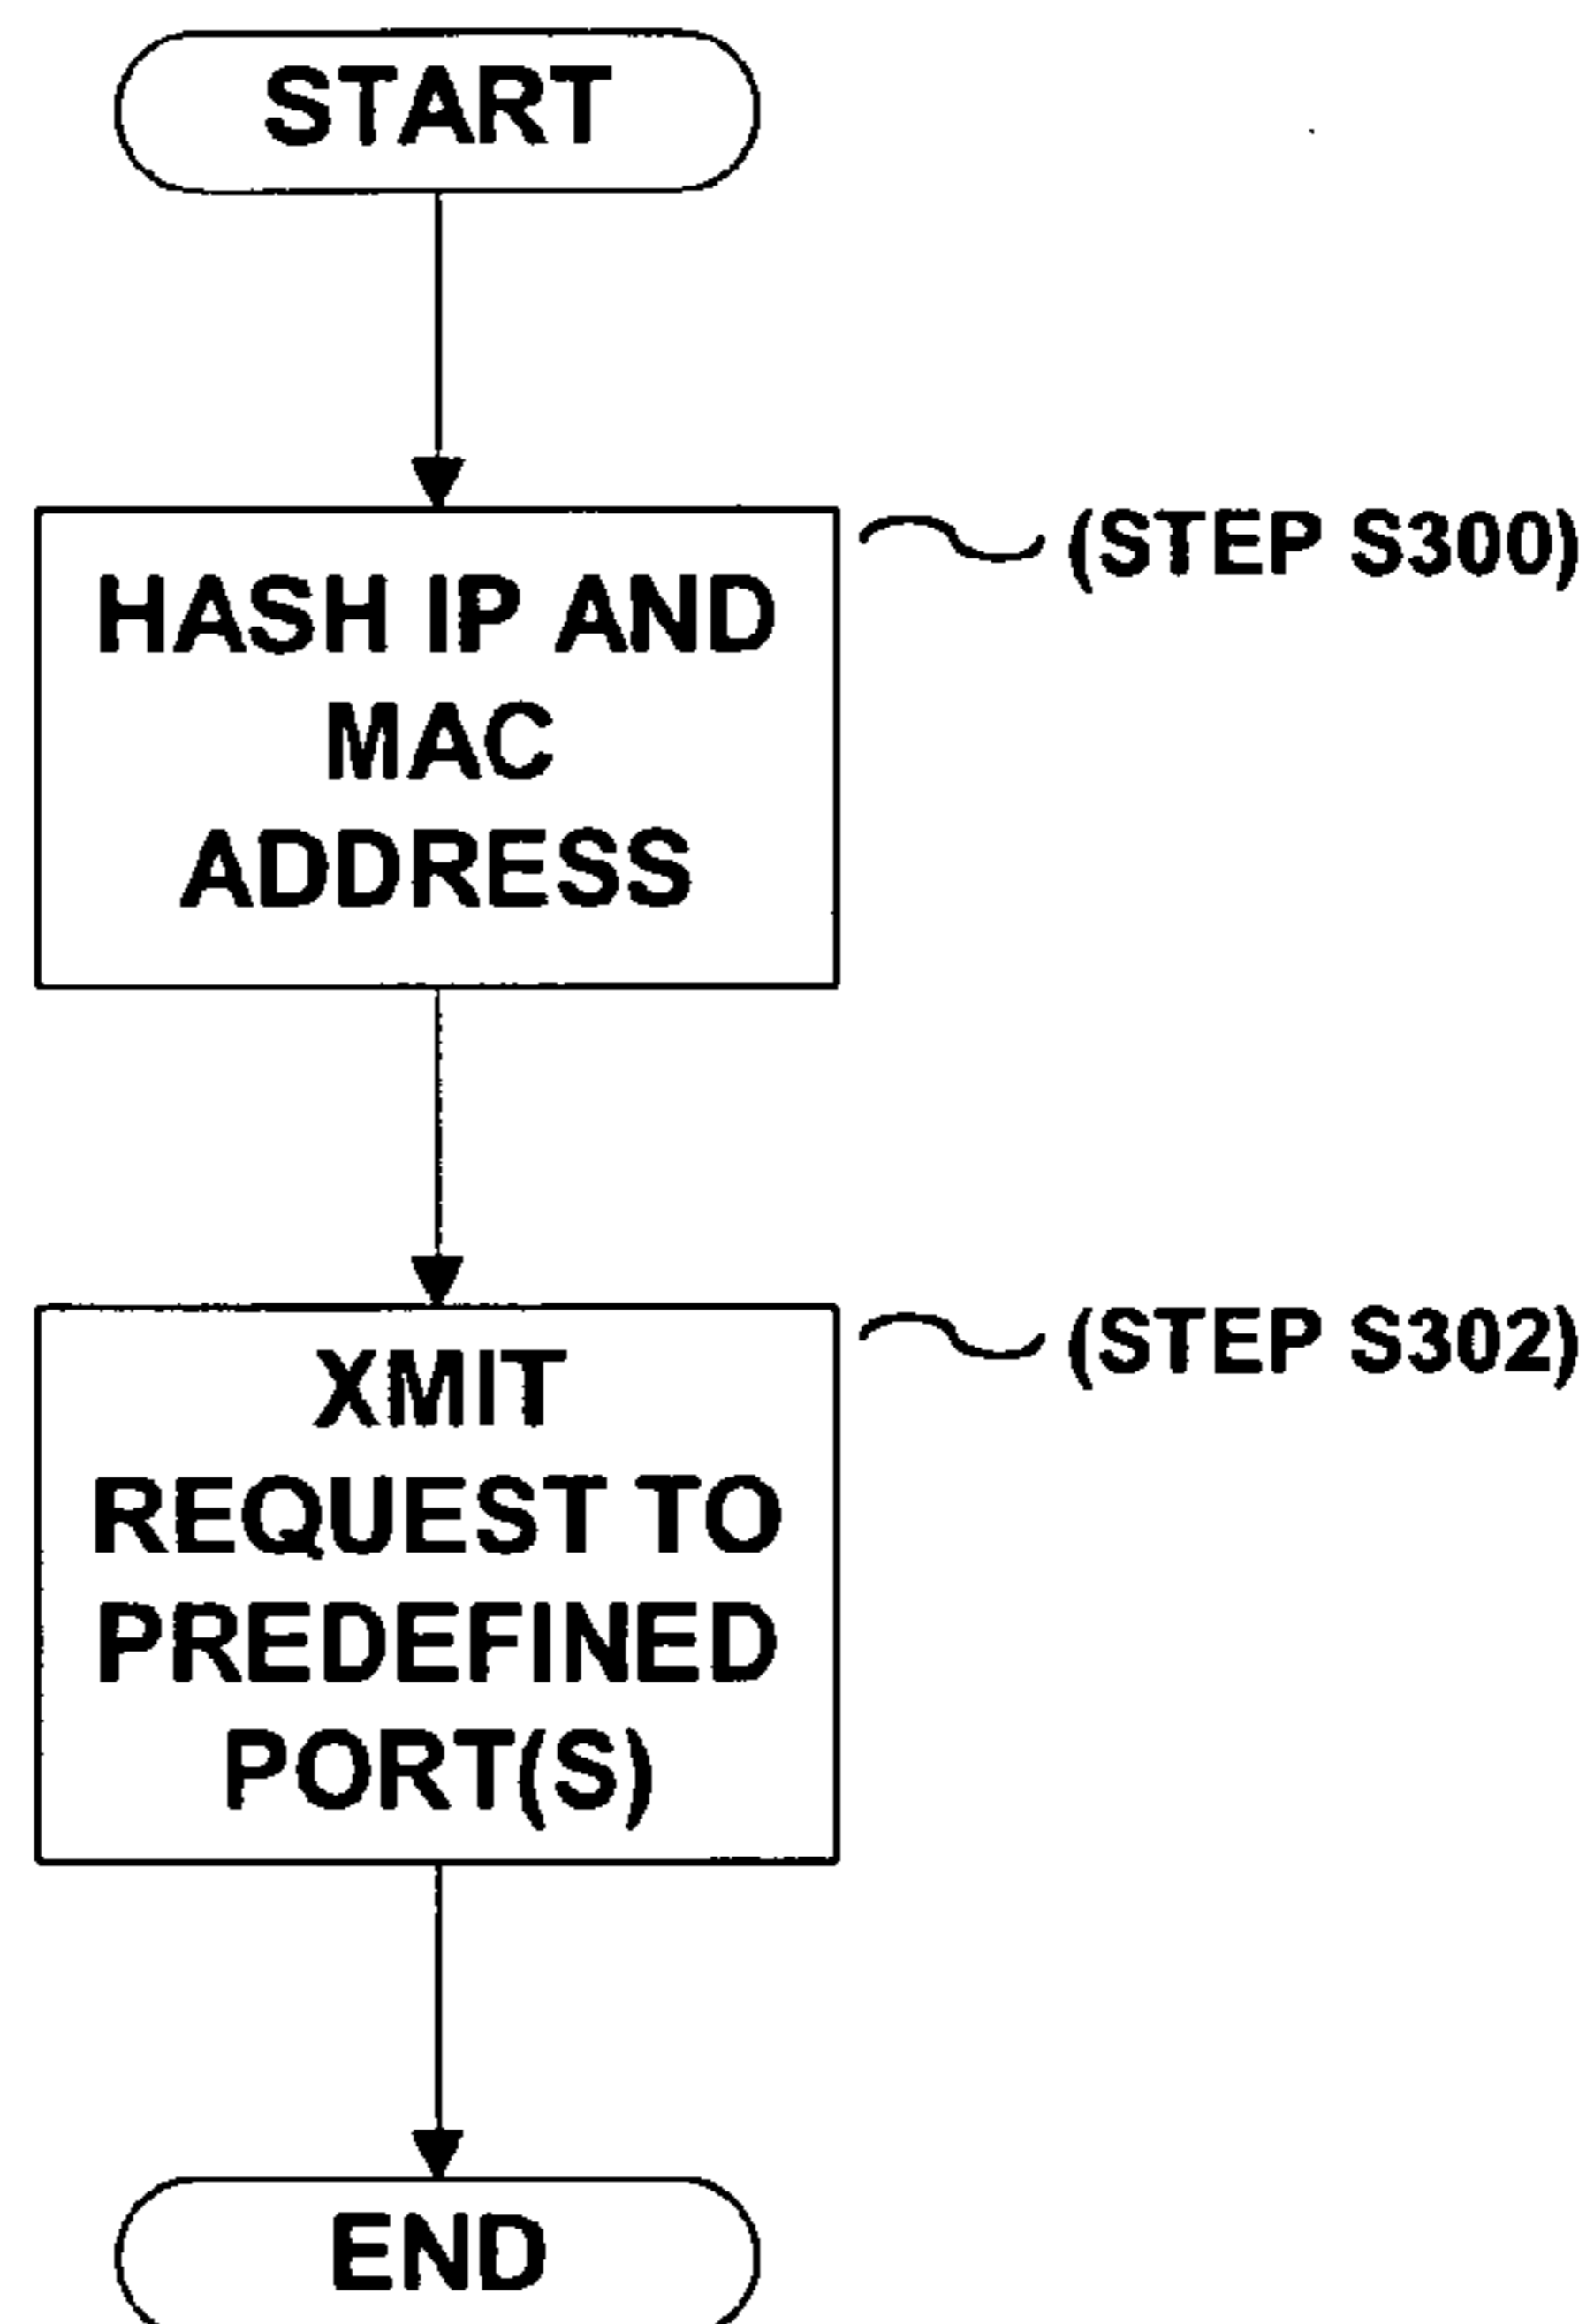 START
(STEP S300)
HASH IP AND
MAC
ADDRESS
(STEP S302)
XMIT
REQUEST TO
PREDEFINED
PORT(S)
END